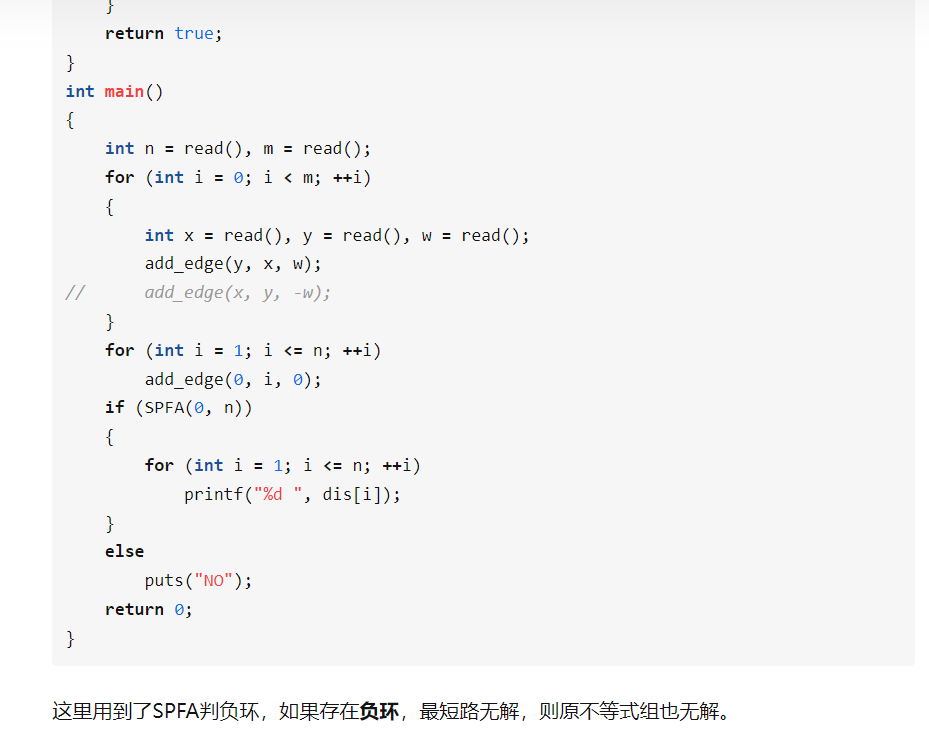 }
return true;
}
int main()
{
int n = read(), m = read();
for (int i = 0; i < m; ++i)
{
int x = read(), y = read(), w = read();
add_edge(y, x, w);
// add_edge(x, y, -w);
}
for (int i = 1; i <= n; ++i)
add_edge(0, i, 0);
if (SPFA(0, n))
{
for (int i = 1; i <= n; ++i)
printf("%d ", dis[i]);
}
else
puts("NO");
return 0;
}
这里用到了SPFA判负环，如果存在负环，最短路无解，则原不等式组也无解。